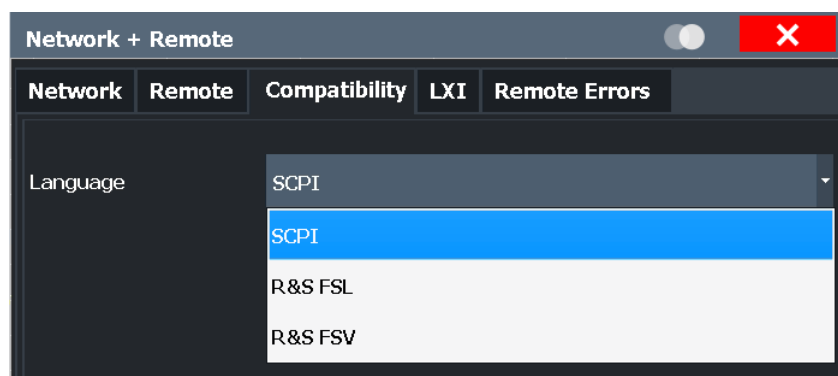 Network + Remote
Network Remote Compatibility LXI Remote Errors
Language SCPI
SCPI
R&S FSL
R&S FSV